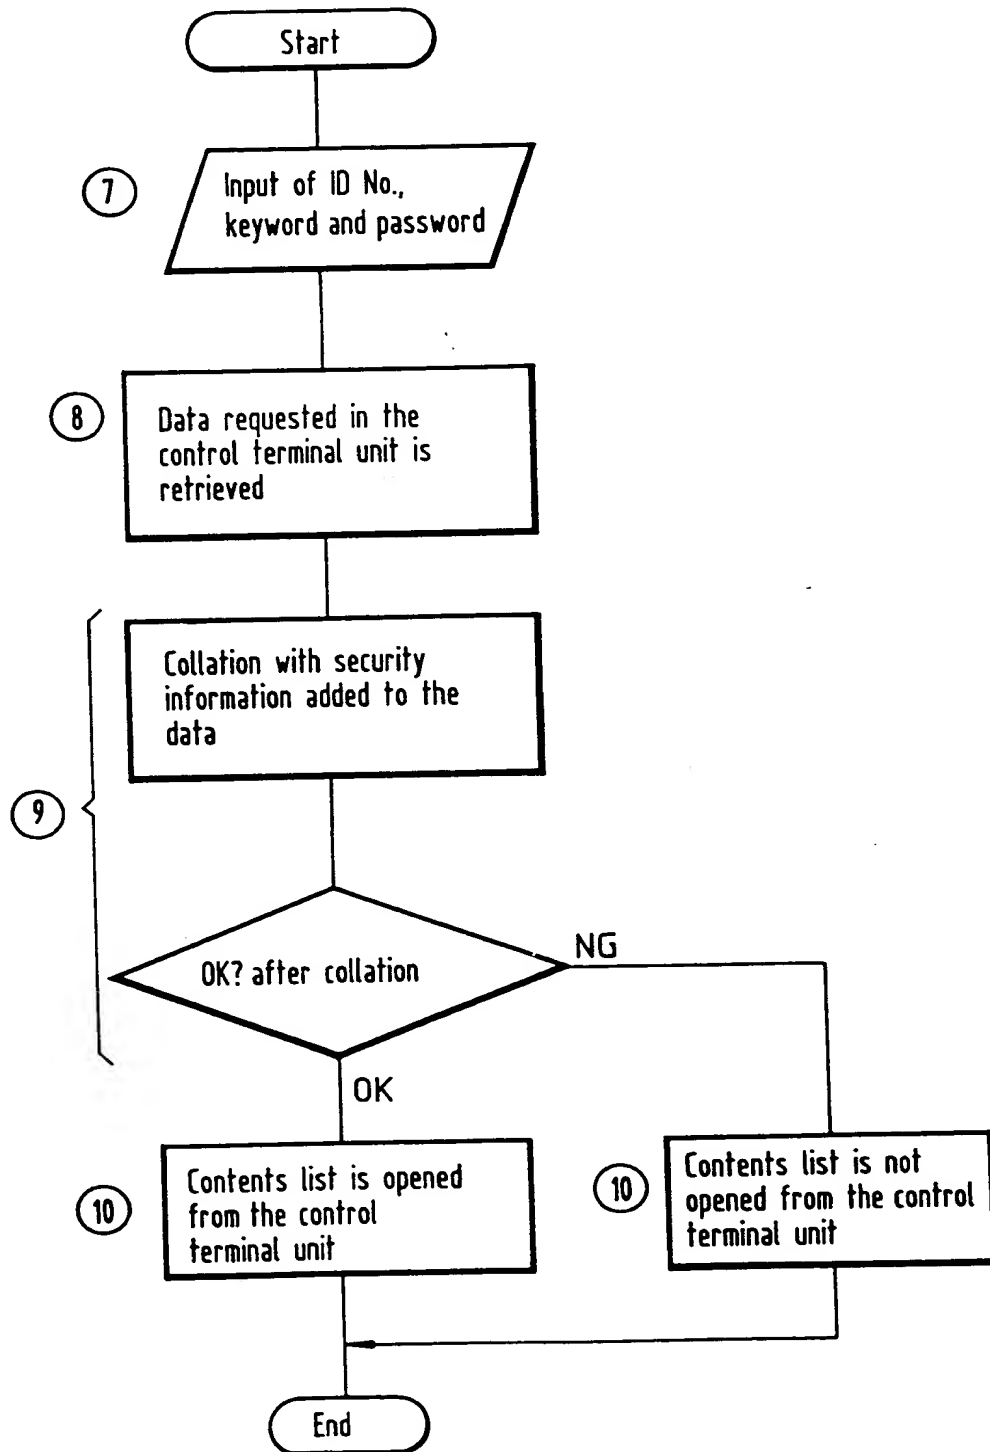 Start
7
Input of ID No.,
keyword and password
8
Data requested in the
control terminal unit is
retrieved
Collation with security
information added to the
data
9
OK? after collation
NG
OK
10
Contents list is opened
from the control
terminal unit
10
Contents list is not
opened from the control
terminal unit
End